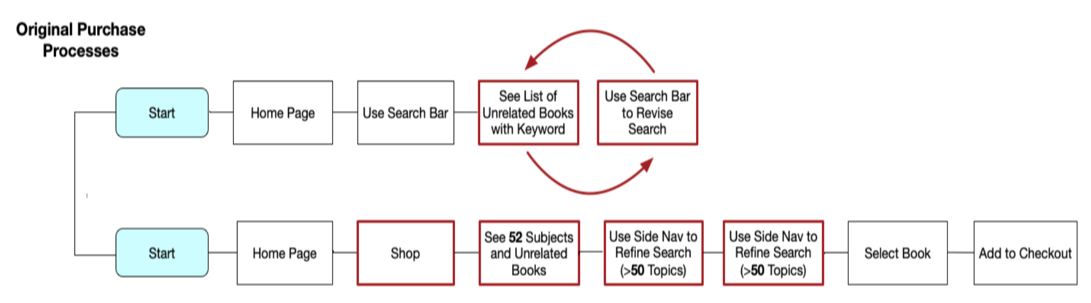 Original Purchase
Processes
Start
Home Page
Use Search Bar
See List of
Unrelated Books
with Keyword
Use Search Bar
to Revise
Search
Start
Home Page
Shop
See 52 Subjects
and Unrelated
Books
Use Side Nav to
Refine Search
(>50 Topics)
Use Side Nav to
Refine Search
(>50 Topics)
Select Book
Add to Checkout